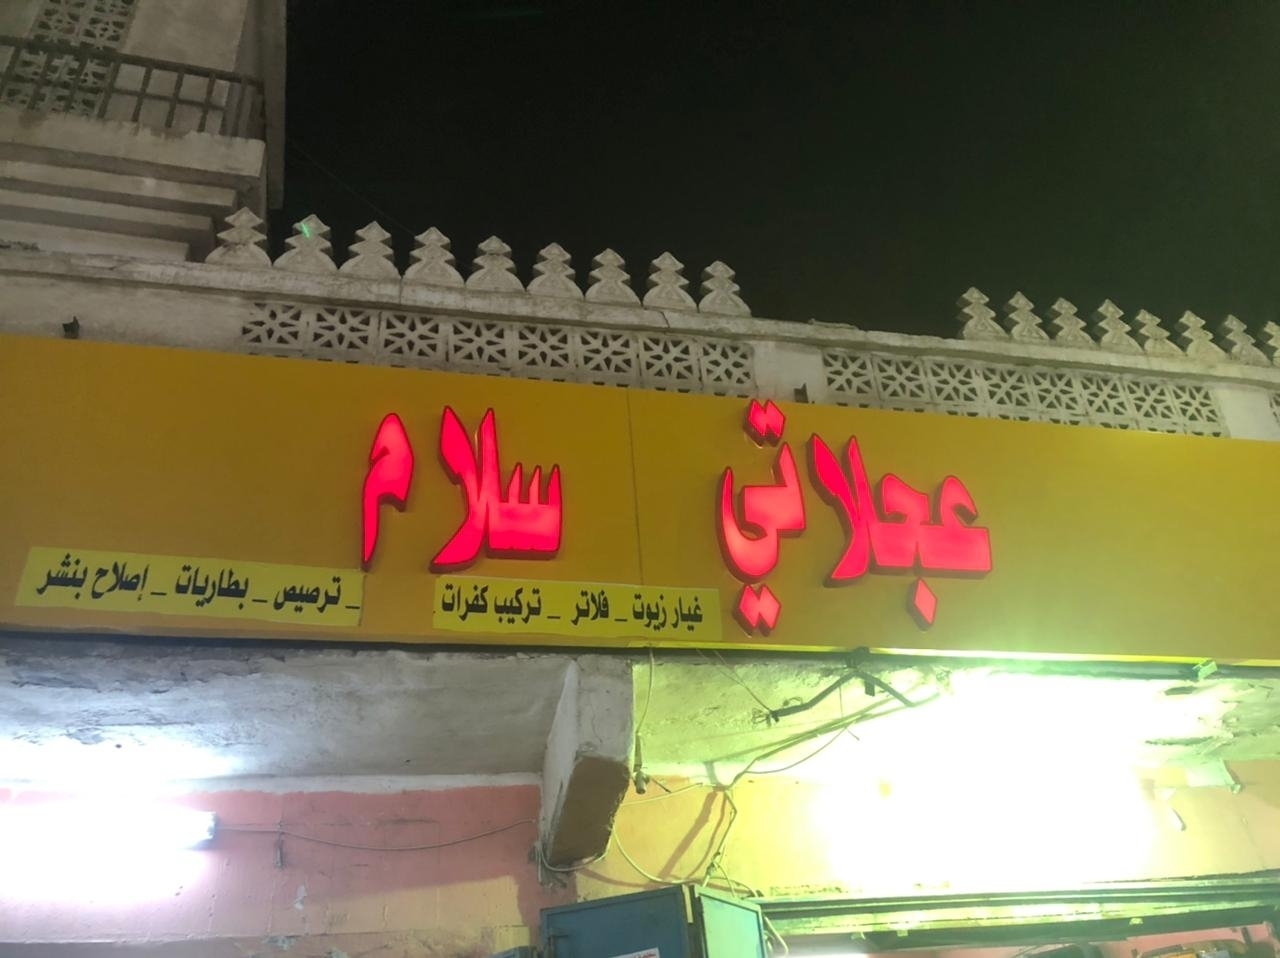 عجلاتي سلام
غيار زيوت _ فلاتر _ تركيب كفرات
_ ترصيص _ بطاريات _ إصلاح بنشر